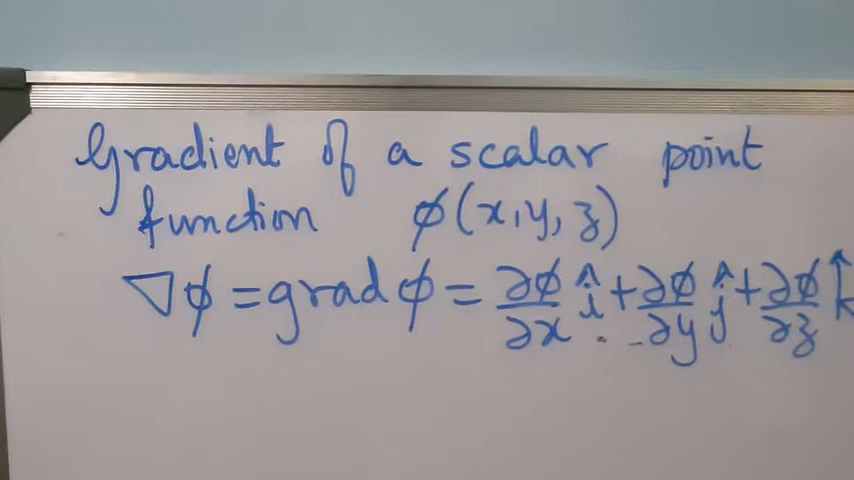 Gradient of a scalar point
function ϕ(x,y,z)
∇ϕ = grad ϕ = ∂ϕ/∂x î + ∂ϕ/∂y ĵ + ∂ϕ/∂z k̂